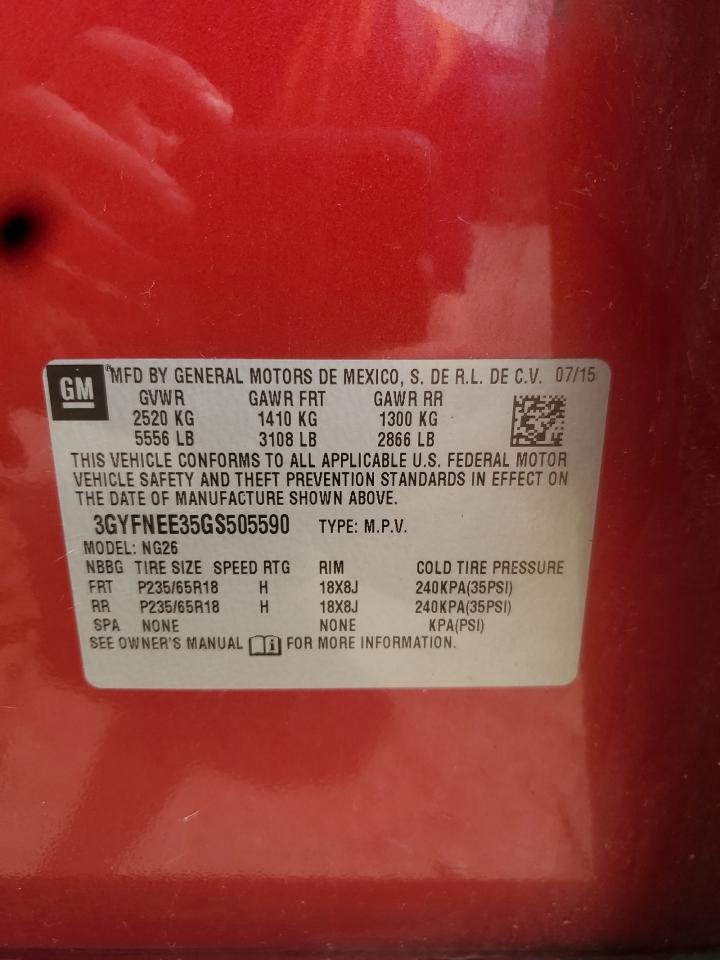 GM
® MFD BY GENERAL MOTORS DE MEXICO, S. DE R.L. DE C.V. 07/15
GVWR GAWR FRT GAWR RR
2520 KG 1410 KG 1300 KG
5556 LB 3108 LB 2866 LB
THIS VEHICLE CONFORMS TO ALL APPLICABLE U.S. FEDERAL MOTOR
VEHICLE SAFETY AND THEFT PREVENTION STANDARDS IN EFFECT ON
THE DATE OF MANUFACTURE SHOWN ABOVE.
3GYFNEE35GS505590 TYPE: M.P.V.
MODEL: NG26
NBBG TIRE SIZE SPEED RTG RIM COLD TIRE PRESSURE
FRT P235/65R18 H 18X8J 240KPA(35PSI)
RR P235/65R18 H 18X8J 240KPA(35PSI)
SPA NONE NONE KPA(PSI)
SEE OWNER'S MANUAL i FOR MORE INFORMATION.